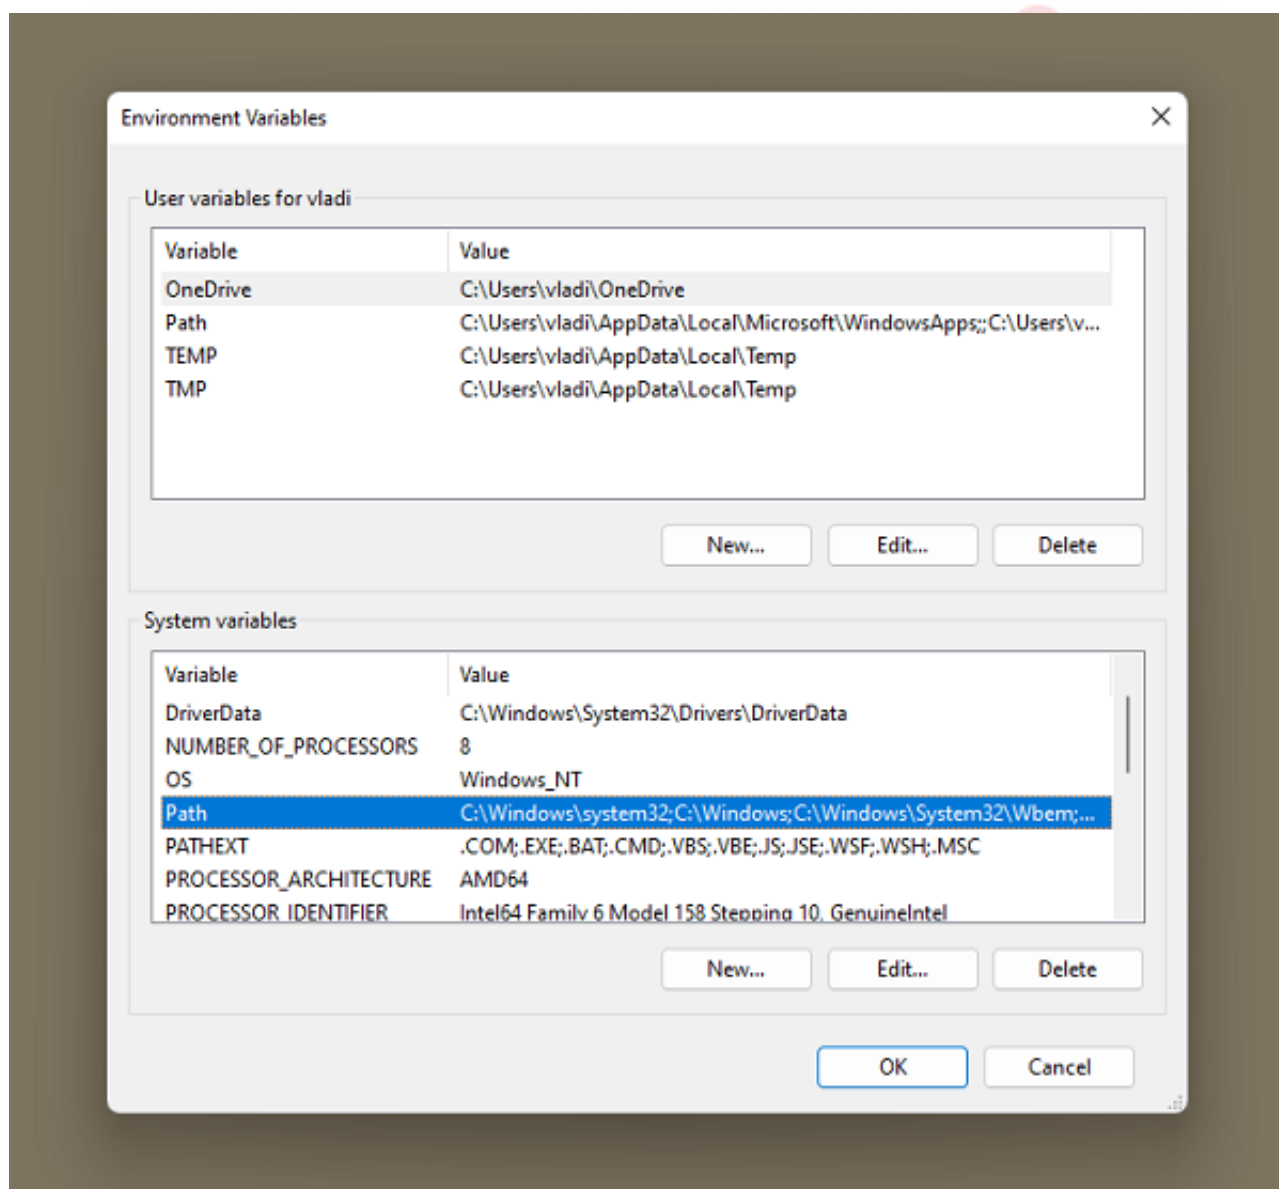 Environment Variables
User variables for vladi
Variable Value
OneDrive C:\Users\vladi\OneDrive
Path C:\Users\vladi\AppData\Local\Microsoft\WindowsApps;;C:\Users\v...
TEMP C:\Users\vladi\AppData\Local\Temp
TMP C:\Users\vladi\AppData\Local\Temp
New... Edit... Delete
System variables
Variable Value
DriverData C:\Windows\System32\Drivers\DriverData
NUMBER_OF_PROCESSORS 8
OS Windows_NT
Path C:\Windows\system32;C:\Windows;C:\Windows\System32\Wbem;...
PATHEXT .COM;.EXE;.BAT;.CMD;.VBS;.VBE;.JS;.JSE;.WSF;.WSH;.MSC
PROCESSOR_ARCHITECTURE AMD64
PROCESSOR_IDENTIFIER Intel64 Family 6 Model 158 Stepping 10, GenuineIntel
New... Edit... Delete
OK Cancel